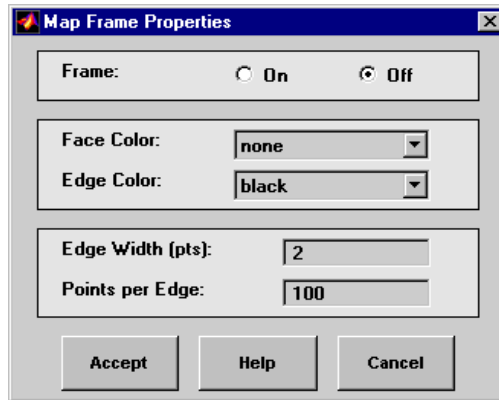 Map Frame Properties
Frame: On Off
Face Color: none
Edge Color: black
Edge Width (pts): 2
Points per Edge: 100
Accept Help Cancel